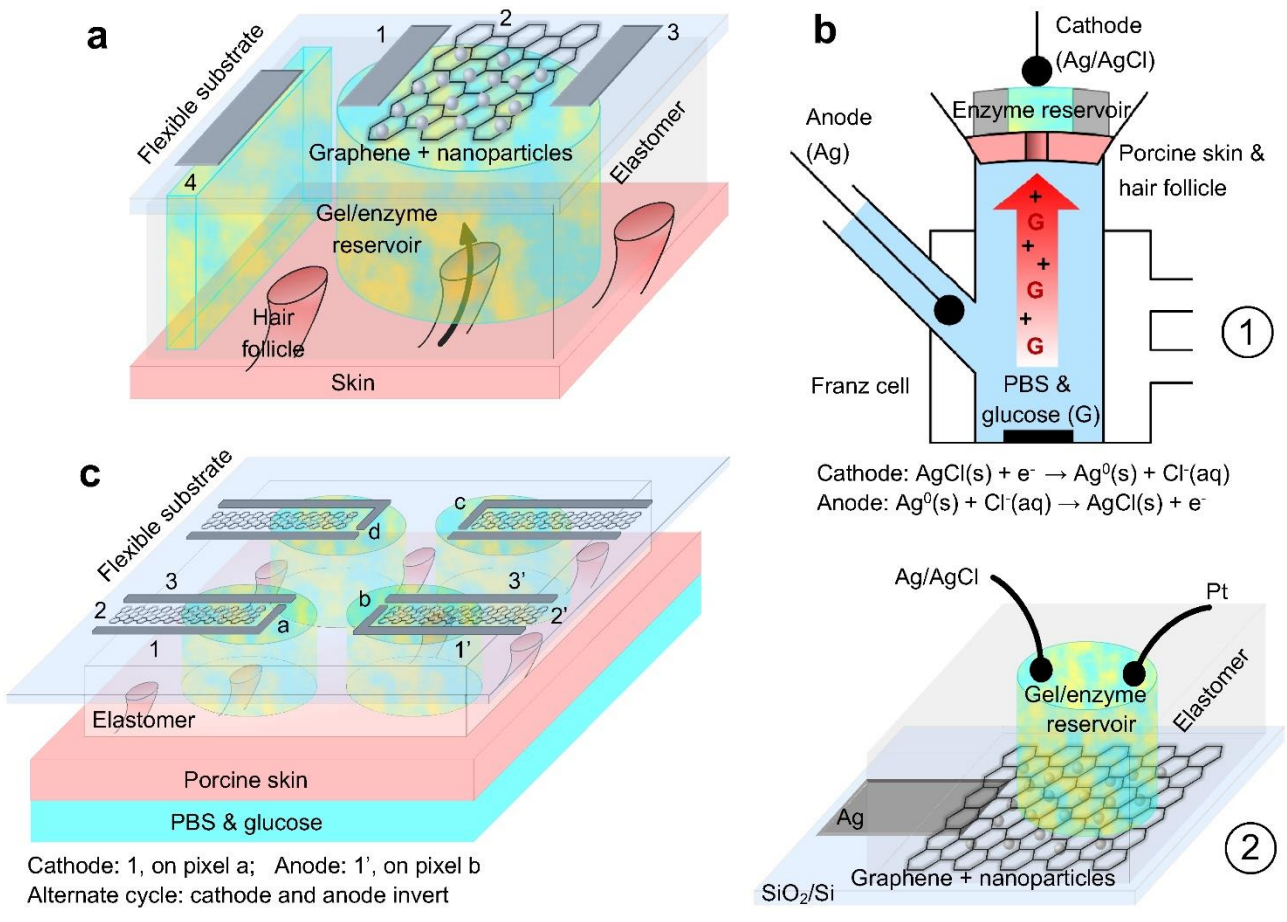 a
1
2
3
Flexible substrate
4
Graphene + nanoparticles
Elastomer
Gel/enzyme
reservoir
Hair
follicle
Skin
b
Cathode
(Ag/AgCl)
Enzyme reservoir
Anode
(Ag)
Porcine skin &
hair follicle
+
G
+
+
+
G
+
G
1
Franz cell
PBS &
glucose (G)
Cathode: AgCl(s) + e⁻ → Ag⁰(s) + Cl⁻(aq)
Anode: Ag⁰(s) + Cl⁻(aq) → AgCl(s) + e⁻
c
Flexible substrate
d
c
3
3'
2
a
b
2'
1
1'
Elastomer
Porcine skin
PBS & glucose
Cathode: 1, on pixel a; Anode: 1', on pixel b
Alternate cycle: cathode and anode invert
Ag/AgCl
Pt
Gel/enzyme
reservoir
Elastomer
Ag
Graphene + nanoparticles
SiO₂/Si
2